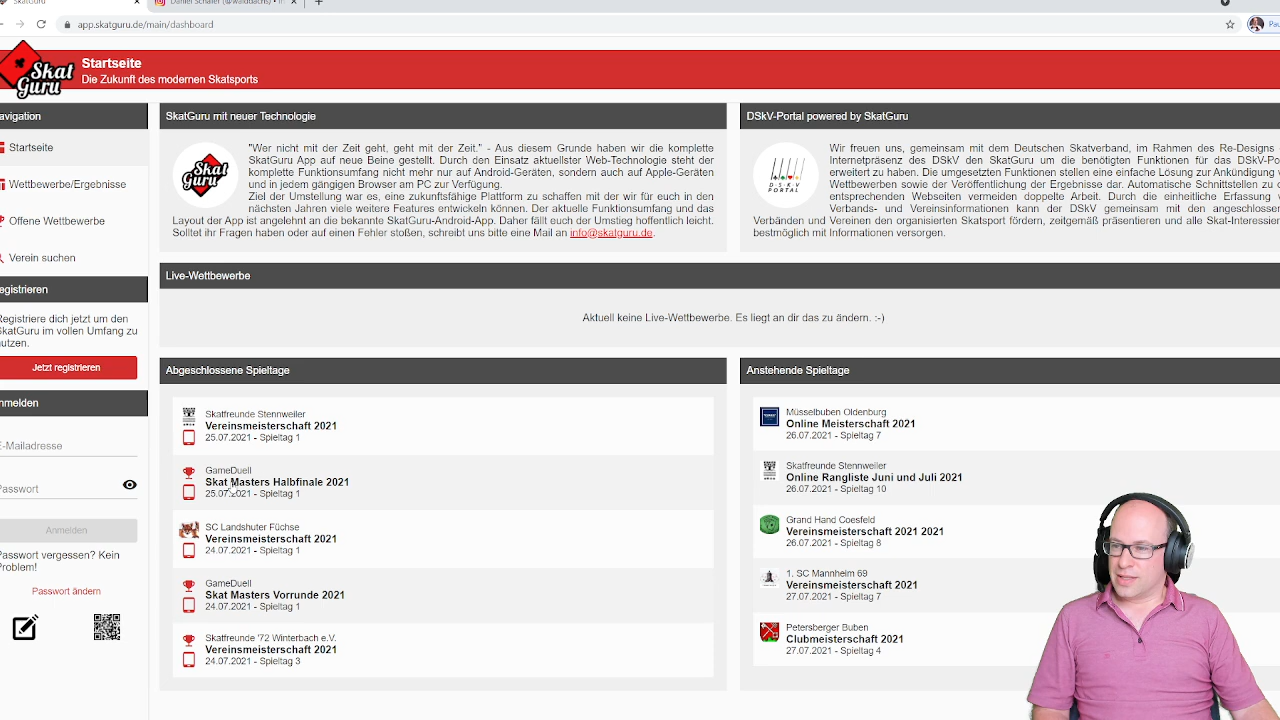 SkatGuru
Daniel Schäfer (@walddachs) •
app.skatguru.de/main/dashboard
Skat
Guru
Startseite
Die Zukunft des modernen Skatsports
avigation
Startseite
Wettbewerbe/Ergebnisse
Offene Wettbewerbe
Verein suchen
egistrieren
Registriere dich jetzt um den
SkatGuru im vollen Umfang zu
utzen.
Jetzt registrieren
nmelden
E-Mailadresse
Passwort
Anmelden
Passwort vergessen? Kein
Problem!
Passwort ändern
SkatGuru mit neuer Technologie
Skat
Guru
"Wer nicht mit der Zeit geht, geht mit der Zeit." - Aus diesem Grunde haben wir die komplette
SkatGuru App auf neue Beine gestellt. Durch den Einsatz aktuellster Web-Technologie steht der
komplette Funktionsumfang nicht mehr nur auf Android-Geräten, sondern auch auf Apple-Geräten
und in jedem gängigen Browser am PC zur Verfügung.
Ziel der Umstellung war es, eine zukunfsfähige Plattform zu schaffen mit der wir für euch in den
nächsten Jahren viele weitere Features entwickeln können. Der aktuelle Funktionsumfang und das
Layout der App ist angelehnt an die bekannte SkatGuru-Android-App. Daher fällt euch der Umstieg hoffentlich leicht.
Solltet ihr Fragen haben oder auf einen Fehler stoßen, schreibt uns bitte eine Mail an info@skatguru.de.
DSkV-Portal powered by SkatGuru
DSKV
PORTAL
Wir freuen uns, gemeinsam mit dem Deutschen Skatverband, im Rahmen des Re-Designs
Internetpräsenz des DSkV den SkatGuru um die benötigten Funktionen für das DSkV-Po
erweitert zu haben. Die umgesetzten Funktionen stellen eine einfache Lösung zur Ankündigung v
Wettbewerben sowie der Veröffentlichung der Ergebnisse dar. Automatische Schnittstellen zu d
entsprechenden Webseiten vermeiden doppelte Arbeit. Durch die einheitliche Erfassung v
Verbands- und Vereinsinformationen kann der DSkV gemeinsam mit den angeschlosse
Verbänden und Vereinen den organisierten Skatsport fördern, zeitgemäß präsentieren und alle Skat-Interessie
bestmöglich mit Informationen versorgen.
Live-Wettbewerbe
Aktuell keine Live-Wettbewerbe. Es liegt an dir das zu ändern. :-)
Abgeschlossene Spieltage
Skatfreunde Stennweiler
Vereinsmeisterschaft 2021
25.07.2021 - Spieltag 1
GameDuell
Skat Masters Halbfinale 2021
25.07.2021 - Spieltag 1
SC Landshuter Füchse
Vereinsmeisterschaft 2021
24.07.2021 - Spieltag 1
GameDuell
Skat Masters Vorrunde 2021
24.07.2021 - Spieltag 1
Skatfreunde '72 Winterbach e.V.
Vereinsmeisterschaft 2021
24.07.2021 - Spieltag 3
Anstehende Spieltage
Müsselbuben Oldenburg
Online Meisterschaft 2021
26.07.2021 - Spieltag 7
Skatfreunde Stennweiler
Online Rangliste Juni und Juli 2021
26.07.2021 - Spieltag 10
Grand Hand Coesfeld
Vereinsmeisterschaft 2021 2021
26.07.2021 - Spieltag 8
1. SC Mannheim 69
Vereinsmeisterschaft 2021
27.07.2021 - Spieltag 7
Petersberger Buben
Clubmeisterschaft 2021
27.07.2021 - Spieltag 4